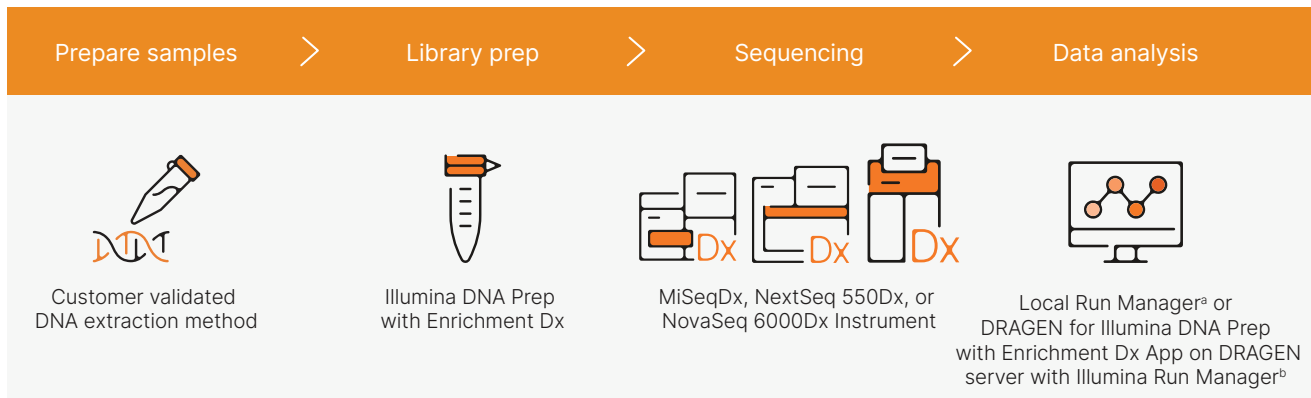 Prepare samples
Library prep
Sequencing
Data analysis
Dx
Dx
Dx
Customer validated
DNA extraction method
Illumina DNA Prep
with Enrichment Dx
MiSeqDx, NextSeq 550Dx, or
NovaSeq 6000Dx Instrument
Local Run Managerᵃ or
DRAGEN for Illumina DNA Prep
with Enrichment Dx App on DRAGEN
server with Illumina Run Managerᵇ